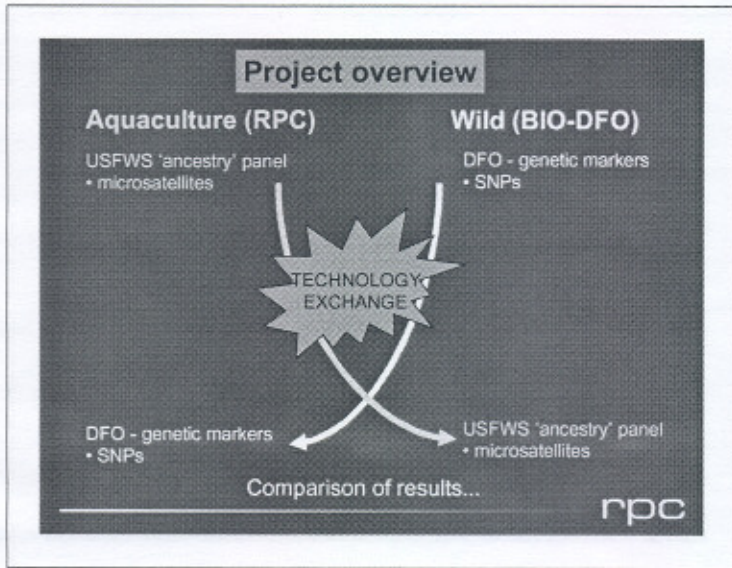 Project overview
Aquaculture (RPC)
USFWS 'ancestry' panel
• microsatellites
Wild (BIO-DFO)
DFO - genetic markers
• SNPs
TECHNOLOGY
EXCHANGE
DFO - genetic markers
• SNPs
USFWS 'ancestry' panel
• microsatellites
Comparison of results...
rpc